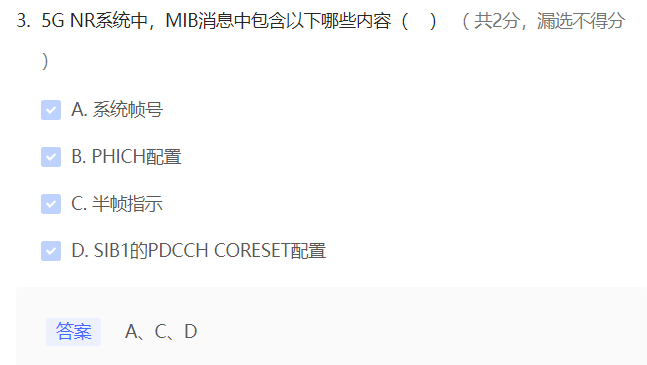 3. 5G NR系统中，MIB消息中包含以下哪些内容（ ）（ 共2分，漏选不得分
）
A. 系统帧号
B. PHICH配置
C. 半帧指示
D. SIB1的PDCCH CORESET配置
答案 A、C、D